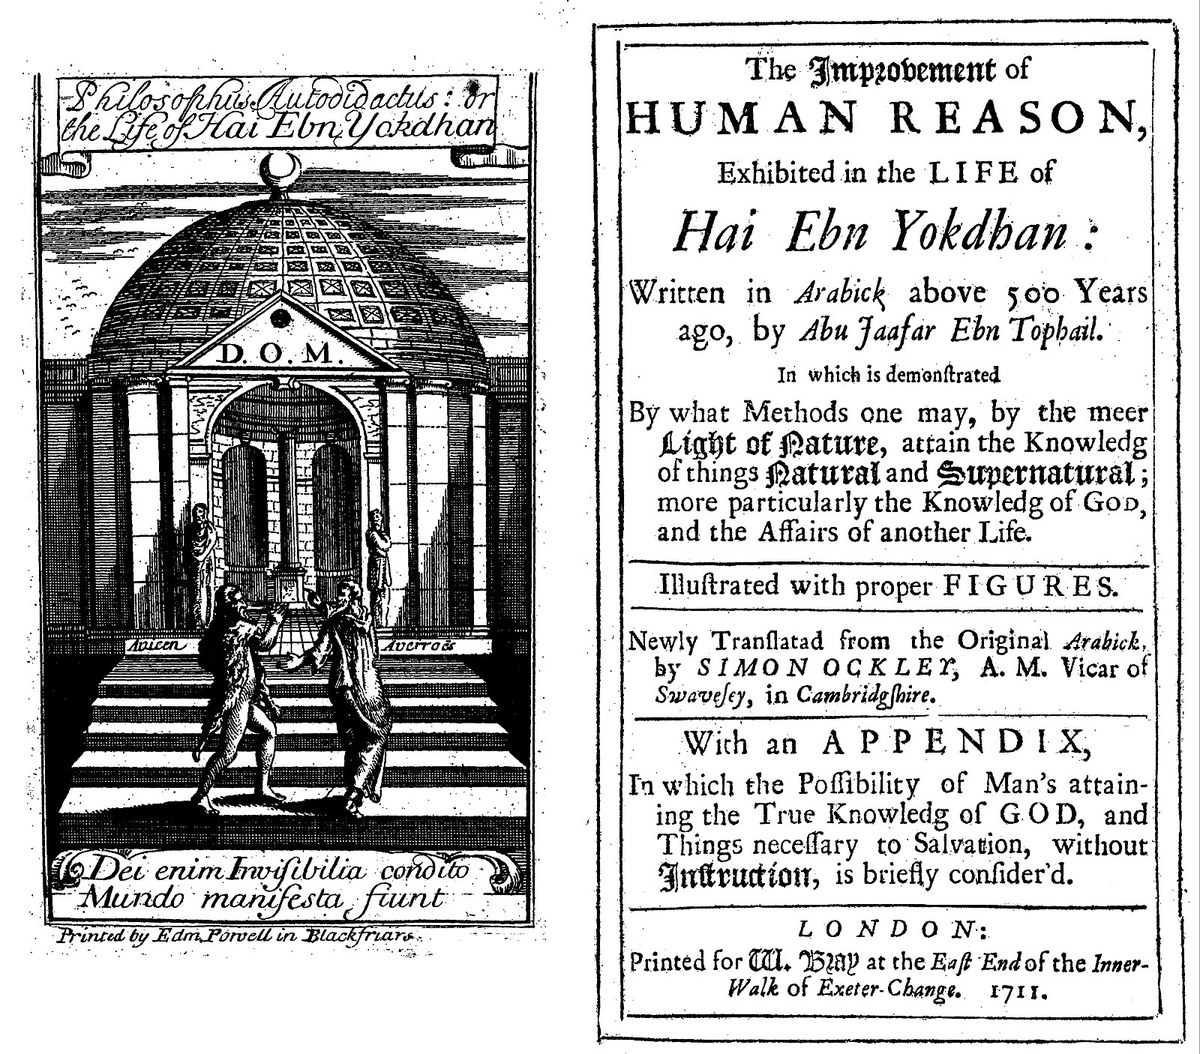 Philosophus Autodidactus: or
the Life of Hai Ebn Yokdhan
D. O. M.
Avicen
Averroës
Dei enim Invisibilia condito
Mundo manifesta fiunt
Printed by Edm Powell in Blackfriars.
The Improvement of
HUMAN REASON,
Exhibited in the LIFE of
Hai Ebn Yokdhan:
Written in Arabick above 500 Years
ago, by Abu Jaafar Ebn Tophail.
In which is demonſtrated
By what Methods one may, by the meer
Light of Nature, attain the Knowledg
of things Natural and Supernatural;
more particularly the Knowledg of GOD,
and the Affairs of another Life.
Illuſtrated with proper FIGURES.
Newly Tranſlatad from the Original Arabick,
by SIMON OCKLEY, A. M. Vicar of
Swaveſey, in Cambridgſhire.
With an APPENDIX,
In which the Poſſibility of Man's attain-
ing the True Knowledg of GOD, and
Things neceſſary to Salvation, without
Inſtruction, is briefly conſider'd.
LONDON:
Printed for W. Bray at the Eaſt End of the Inner-
Walk of Exeter-Change. 1711.